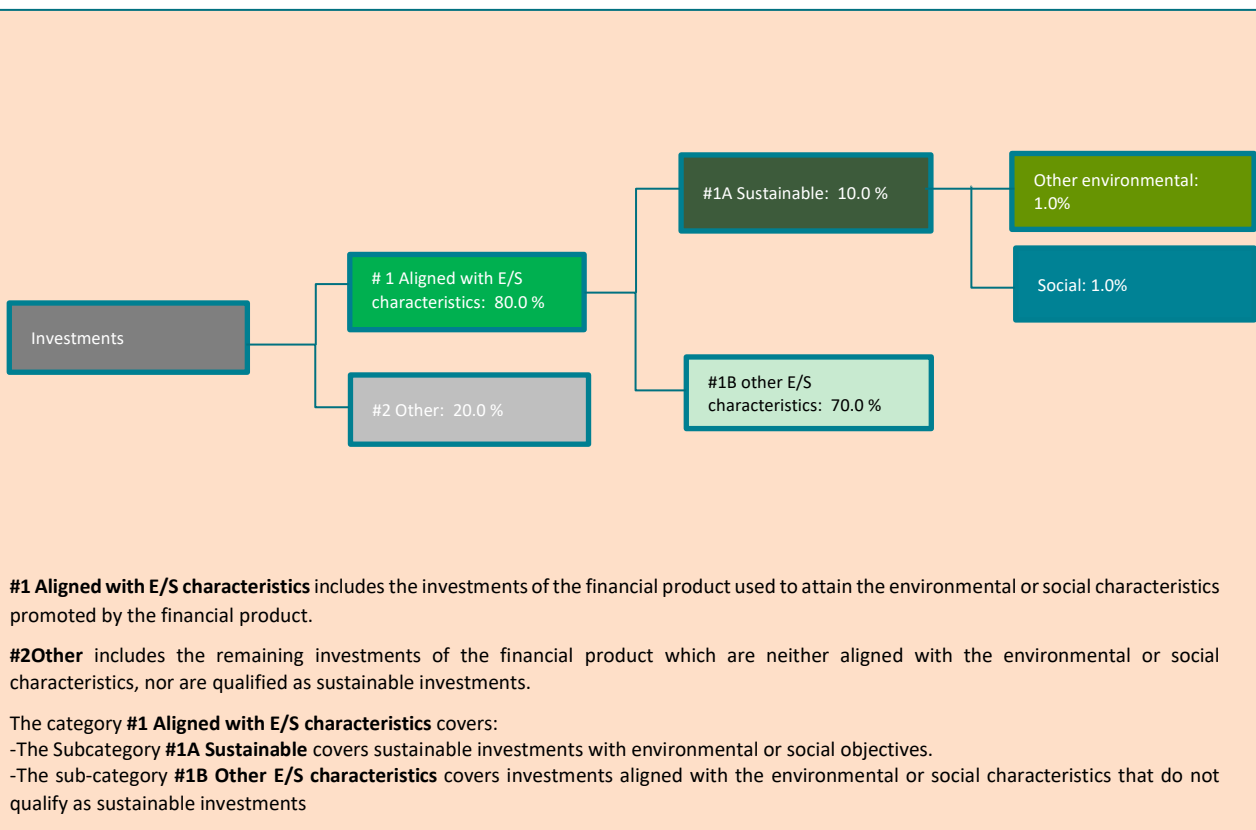 Investments
# 1 Aligned with E/S
characteristics:  80.0 %
#2 Other:  20.0 %
#1A Sustainable:  10.0 %
#1B other E/S
characteristics:  70.0 %
Other environmental:
1.0%
Social: 1.0%
#1 Aligned with E/S characteristics includes the investments of the financial product used to attain the environmental or social characteristics
promoted by the financial product.
#2Other includes the remaining investments of the financial product which are neither aligned with the environmental or social
characteristics, nor are qualified as sustainable investments.
The category #1 Aligned with E/S characteristics covers:
-The Subcategory #1A Sustainable covers sustainable investments with environmental or social objectives.
-The sub-category #1B Other E/S characteristics covers investments aligned with the environmental or social characteristics that do not
qualify as sustainable investments